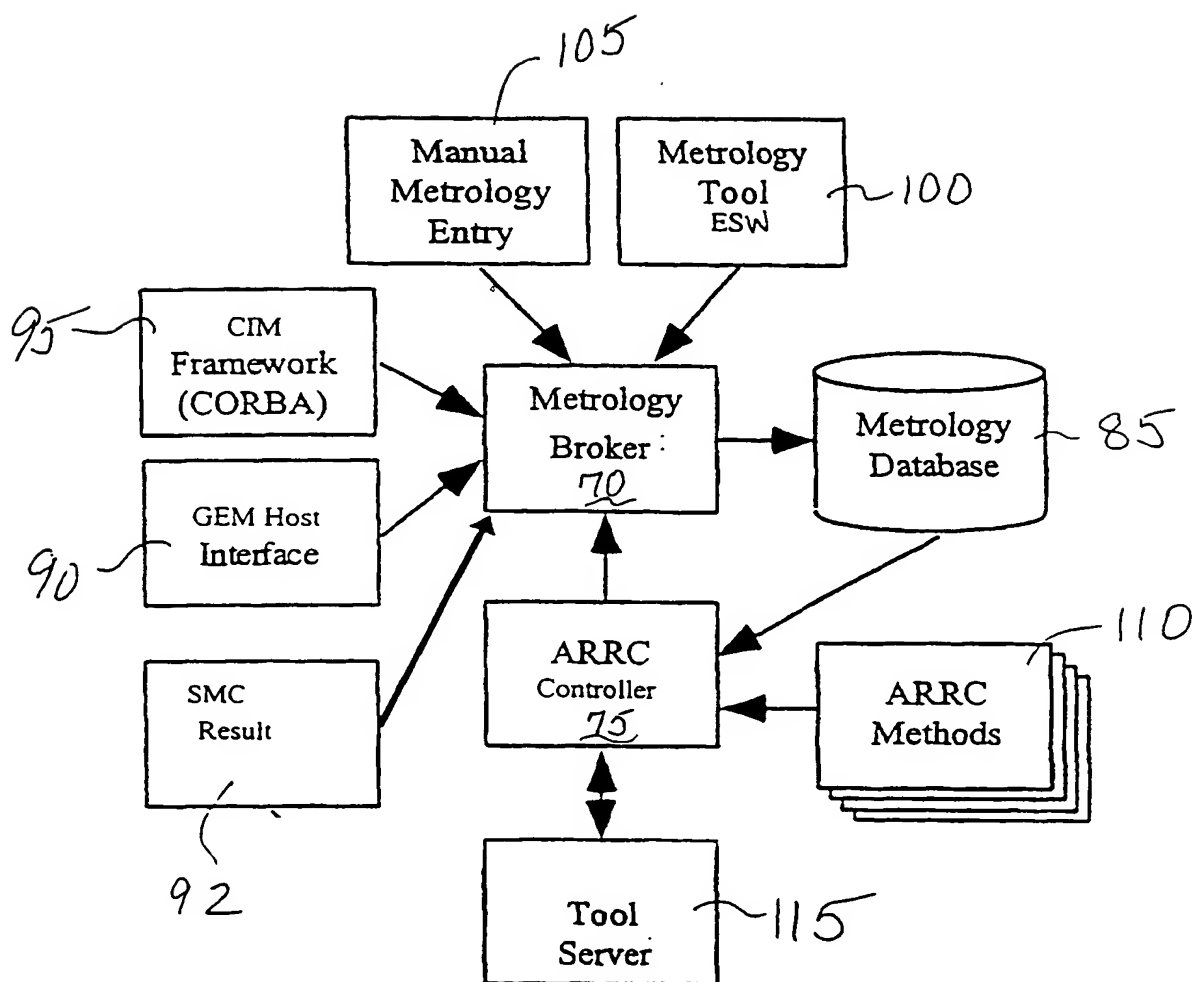 105
Manual
Metrology
Entry
Metrology
Tool
ESW
100
95
CIM
Framework
(CORBA)
Metrology
Broker
70
Metrology
Database
85
GEM Host
Interface
90
ARRC
Controller
75
110
ARRC
Methods
SMC
Result
92
Tool
Server
115